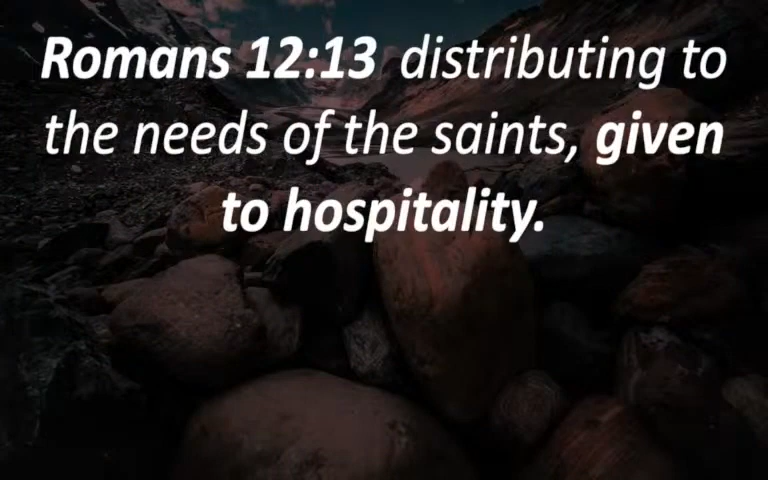 Romans 12:13 distributing to
the needs of the saints, given
to hospitality.